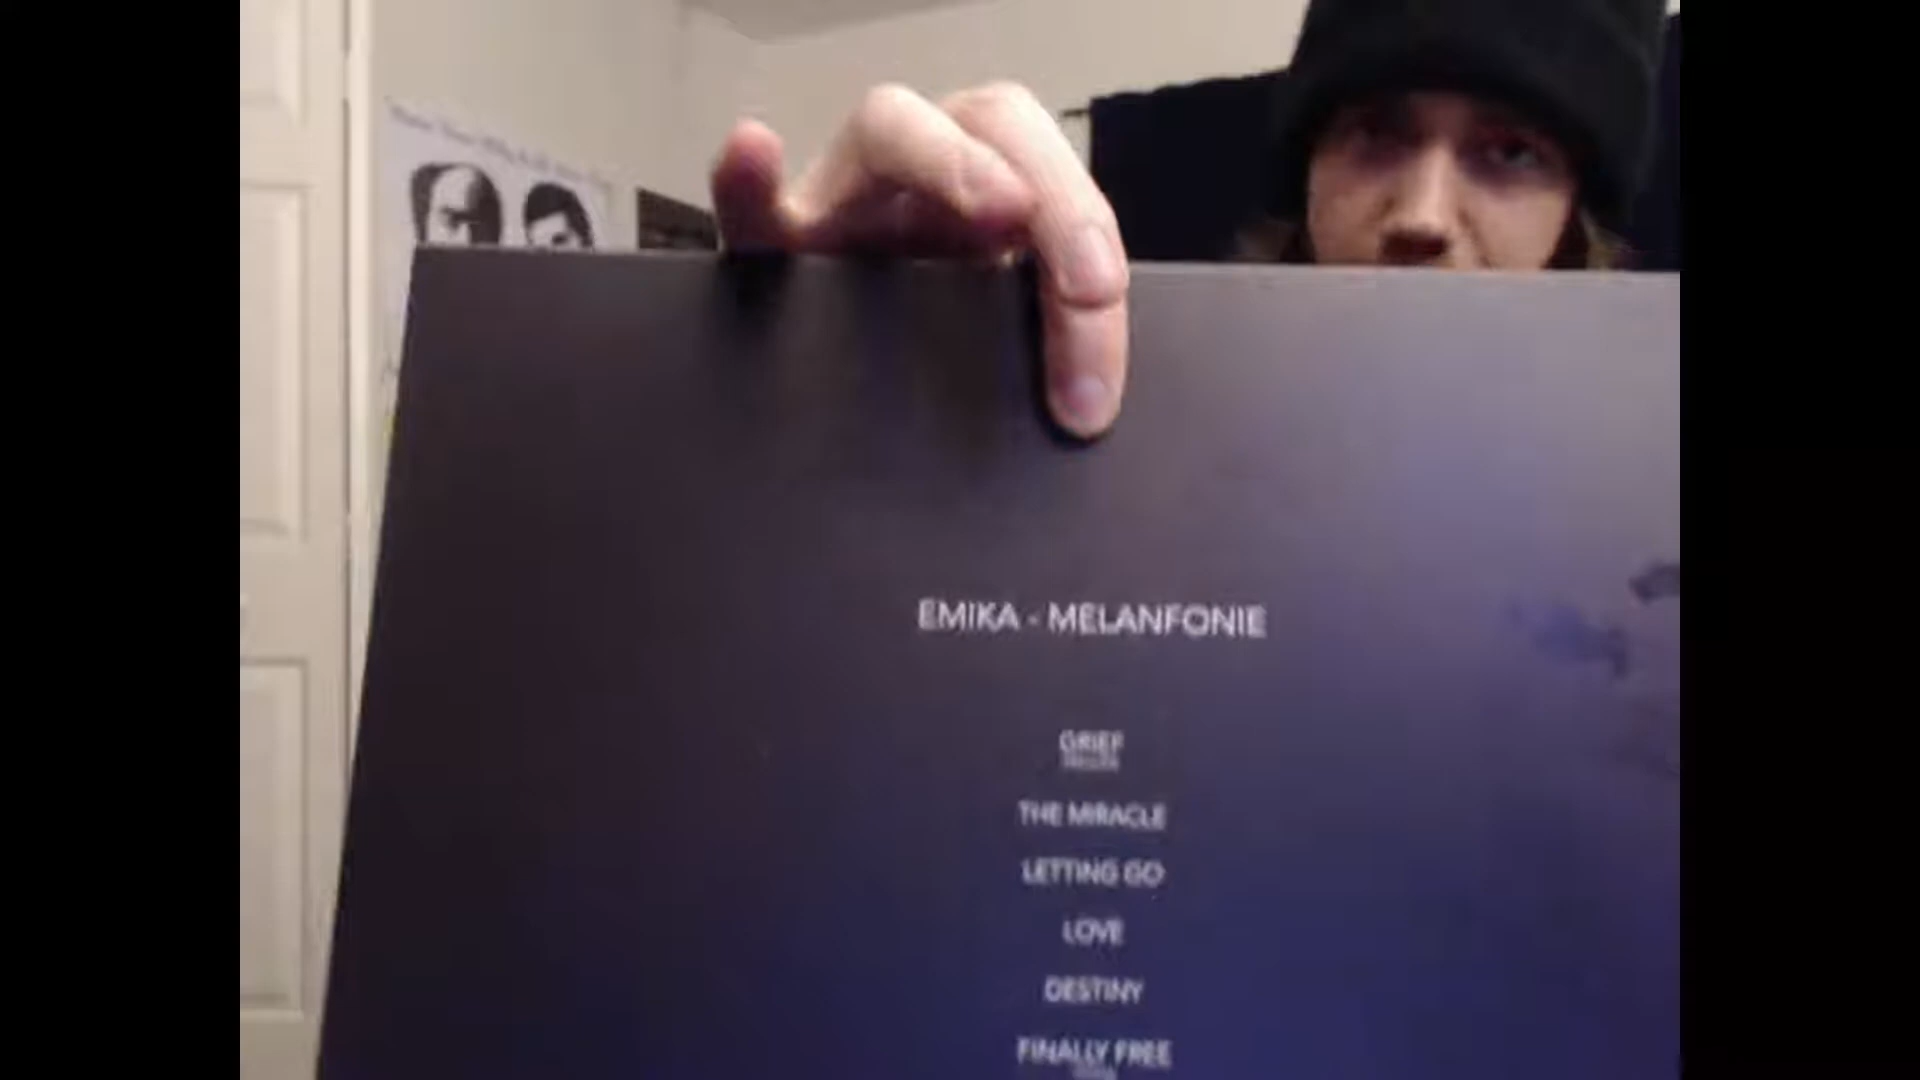 EMIKA - MELANFONIE
GRIEF
THE MIRACLE
LETTING GO
LOVE
DESTINY
FINALLY FREE